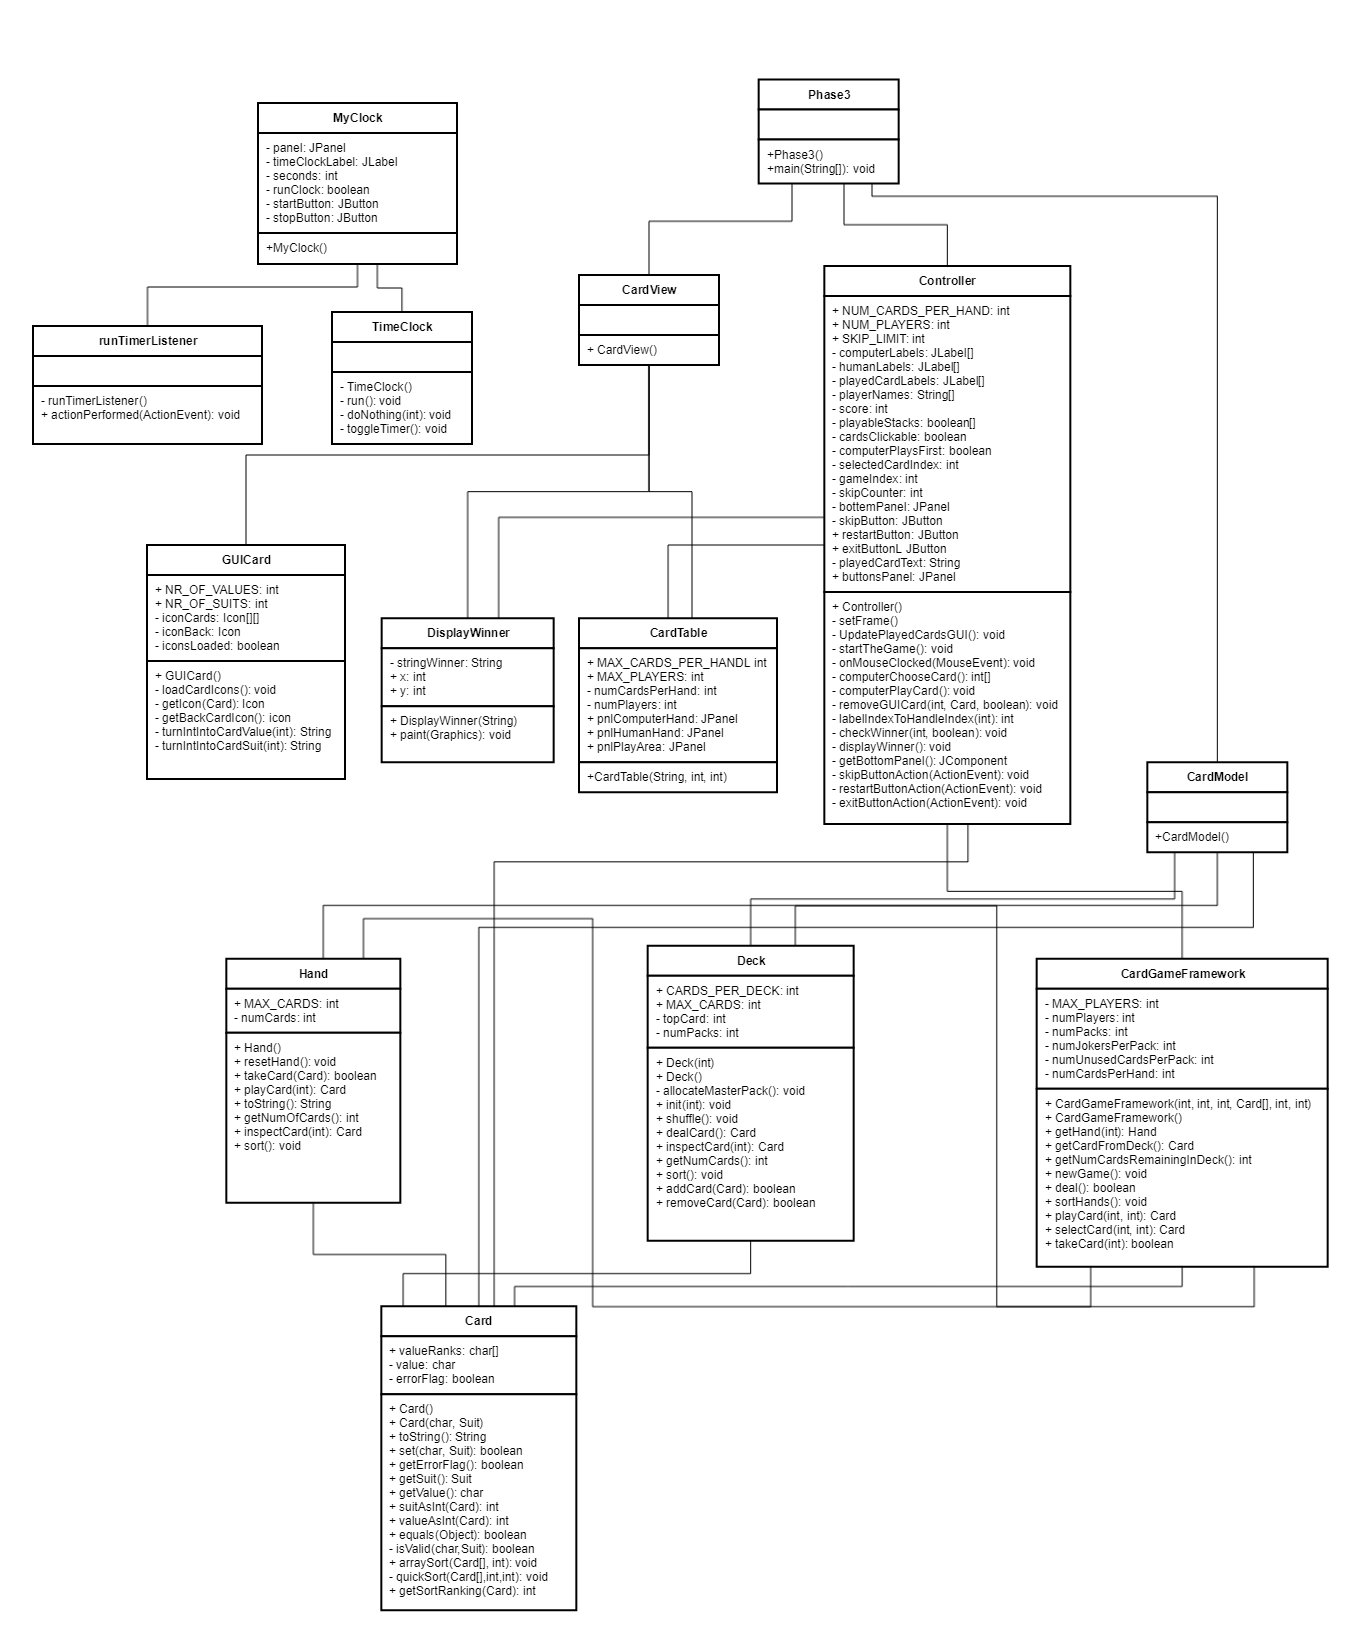 Phase3
+Phase3()
+main(String[]): void
MyClock
- panel: JPanel
- timeClockLabel: JLabel
- seconds: int
- runClock: boolean
- startButton: JButton
- stopButton: JButton
+MyClock()
runTimerListener
- runTimerListener()
+ actionPerformed(ActionEvent): void
TimeClock
- TimeClock()
- run(): void
- doNothing(int): void
- toggleTimer(): void
CardView
+ CardView()
Controller
+ NUM_CARDS_PER_HAND: int
+ NUM_PLAYERS: int
+ SKIP_LIMIT: int
- computerLabels: JLabel[]
- humanLabels: JLabel[]
- playedCardLabels: JLabel[]
- playerNames: String[]
- score: int
- playableStacks: boolean[]
- cardsClickable: boolean
- computerPlaysFirst: boolean
- selectedCardIndex: int
- gameIndex: int
- skipCounter: int
- bottemPanel: JPanel
- skipButton: JButton
+ restartButton: JButton
+ exitButtonL JButton
- playedCardText: String
+ buttonsPanel: JPanel
+ Controller()
- setFrame()
- UpdatePlayedCardsGUI(): void
- startTheGame(): void
- onMouseClocked(MouseEvent): void
- computerChooseCard(): int[]
- computerPlayCard(): void
- removeGUICard(int, Card, boolean): void
- labelIndexToHandleIndex(int): int
- checkWinner(int, boolean): void
- displayWinner(): void
- getBottomPanel(): JComponent
- skipButtonAction(ActionEvent): void
- restartButtonAction(ActionEvent): void
- exitButtonAction(ActionEvent): void
GUICard
+ NR_OF_VALUES: int
+ NR_OF_SUITS: int
- iconCards: Icon[][]
- iconBack: Icon
- iconsLoaded: boolean
+ GUICard()
- loadCardIcons(): void
- getIcon(Card): Icon
- getBackCardIcon(): icon
- turnIntIntoCardValue(int): String
- turnIntIntoCardSuit(int): String
DisplayWinner
- stringWinner: String
+ x: int
+ y: int
+ DisplayWinner(String)
+ paint(Graphics): void
CardTable
+ MAX_CARDS_PER_HANDL int
+ MAX_PLAYERS: int
- numCardsPerHand: int
- numPlayers: int
+ pnlComputerHand: JPanel
+ pnlHumanHand: JPanel
+ pnlPlayArea: JPanel
+CardTable(String, int, int)
CardModel
+CardModel()
Hand
+ MAX_CARDS: int
- numCards: int
+ Hand()
+ resetHand(): void
+ takeCard(Card): boolean
+ playCard(int): Card
+ toString(): String
+ getNumOfCards(): int
+ inspectCard(int): Card
+ sort(): void
Deck
+ CARDS_PER_DECK: int
+ MAX_CARDS: int
- topCard: int
- numPacks: int
+ Deck(int)
+ Deck()
- allocateMasterPack(): void
+ init(int): void
+ shuffle(): void
+ dealCard(): Card
+ inspectCard(int): Card
+ getNumCards(): int
+ sort(): void
+ addCard(Card): boolean
+ removeCard(Card): boolean
CardGameFramework
- MAX_PLAYERS: int
- numPlayers: int
- numPacks: int
- numJokersPerPack: int
- numUnusedCardsPerPack: int
- numCardsPerHand: int
+ CardGameFramework(int, int, int, Card[], int, int)
+ CardGameFramework()
+ getHand(int): Hand
+ getCardFromDeck(): Card
+ getNumCardsRemainingInDeck(): int
+ newGame(): void
+ deal(): boolean
+ sortHands(): void
+ playCard(int, int): Card
+ selectCard(int, int): Card
+ takeCard(int): boolean
Card
+ valueRanks: char[]
- value: char
- errorFlag: boolean
+ Card()
+ Card(char, Suit)
+ toString(): String
+ set(char, Suit): boolean
+ getErrorFlag(): boolean
+ getSuit(): Suit
+ getValue(): char
+ suitAsInt(Card): int
+ valueAsInt(Card): int
+ equals(Object): boolean
- isValid(char,Suit): boolean
+ arraySort(Card[], int): void
- quickSort(Card[],int,int): void
+ getSortRanking(Card): int